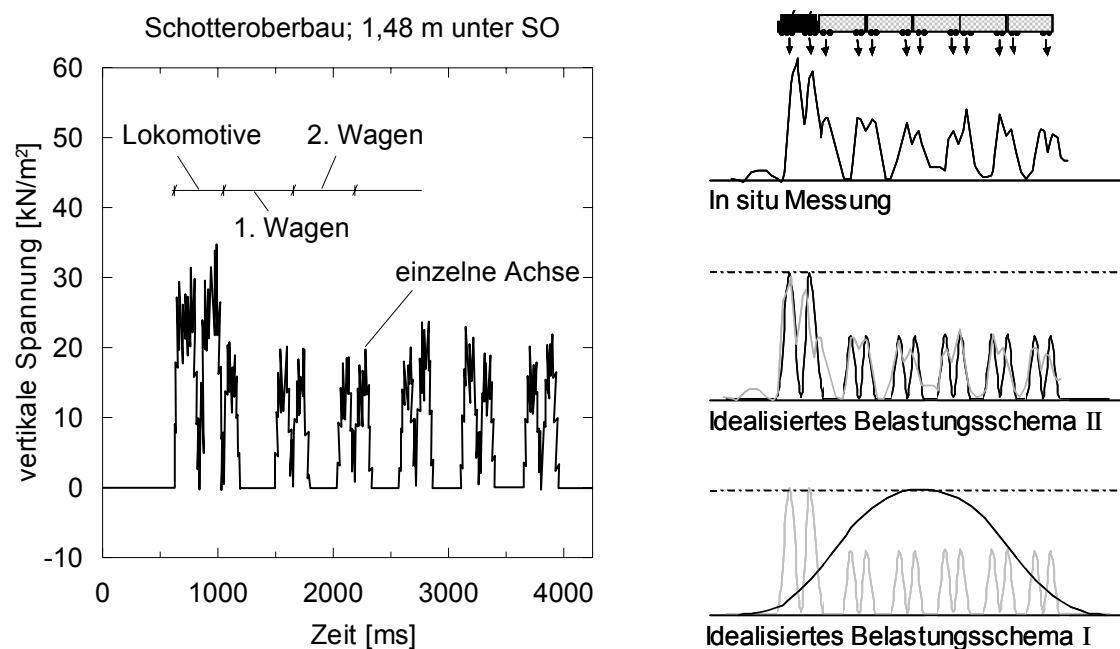 Schotteroberbau; 1,48 m unter SO
vertikale Spannung [kN/m²]
60
50
40
30
20
10
0
-10
Lokomotive
2. Wagen
1. Wagen
einzelne Achse
0
1000
2000
3000
4000
Zeit [ms]
In situ Messung
Idealisiertes Belastungsschema II
Idealisiertes Belastungsschema I